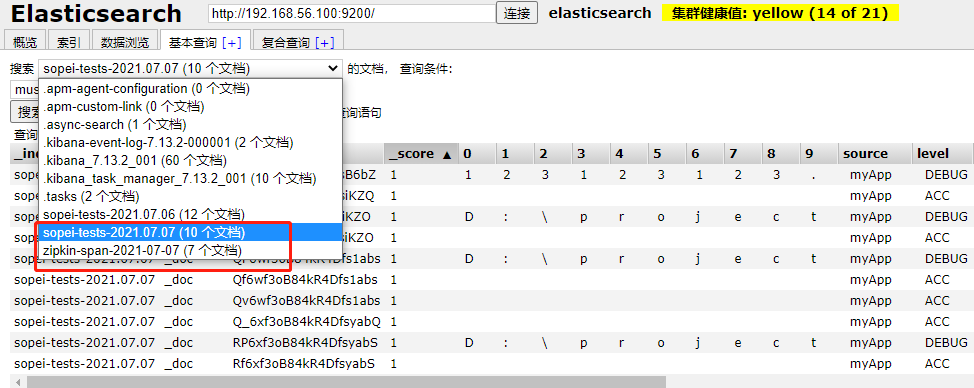 Elasticsearch http://192.168.56.100:9200/ 连接 elasticsearch 集群健康值: yellow (14 of 21)
概览 索引 数据浏览 基本查询 [+] 复合查询 [+]
搜索 sopei-tests-2021.07.07 (10 个文档) 的文档， 查询条件:
mus
.apm-agent-configuration (0 个文档)
.apm-custom-link (0 个文档)
搜索 查询语句
.async-search (1 个文档)
查询
.kibana-event-log-7.13.2-000001 (2 个文档)
_score ▲ 0 1 2 3 4 5 6 7 8 9 source level
.kibana_7.13.2_001 (60 个文档)
sB6bZ 1 1 2 3 1 2 3 1 2 3 . myApp DEBUG
.kibana_task_manager_7.13.2_001 (10 个文档)
.tasks (2 个文档)
siKZQ 1 myApp ACC
sopei-tests-2021.07.06 (12 个文档)
siKZO 1 D : \ p r o j e c t myApp DEBUG
sopei-tests-2021.07.07 (10 个文档)
siKZO 1 myApp ACC
zipkin-span-2021-07-07 (7 个文档)
sopei-tests-2021.07.07 _doc Qf6wf3oB84kR4Dfs1abs 1 D : \ p r o j e c t myApp DEBUG
sopei-tests-2021.07.07 _doc Qf6wf3oB84kR4Dfs1abs 1 myApp ACC
sopei-tests-2021.07.07 _doc Qv6wf3oB84kR4Dfs1abs 1 myApp ACC
sopei-tests-2021.07.07 _doc Q_6xf3oB84kR4DfsyabQ 1 myApp ACC
sopei-tests-2021.07.07 _doc RP6xf3oB84kR4DfsyabS 1 D : \ p r o j e c t myApp DEBUG
sopei-tests-2021.07.07 _doc Rf6xf3oB84kR4DfsyabS 1 myApp ACC